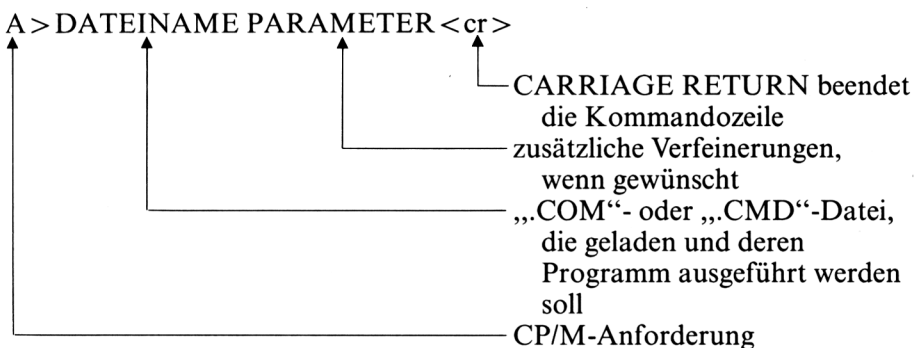 A>DATEINAME PARAMETER<cr>
CARRIAGE RETURN beendet
die Kommandozeile
zusätzliche Verfeinerungen,
wenn gewünscht
„.COM“- oder „.CMD“-Datei,
die geladen und deren
Programm ausgeführt werden
soll
CP/M-Anforderung